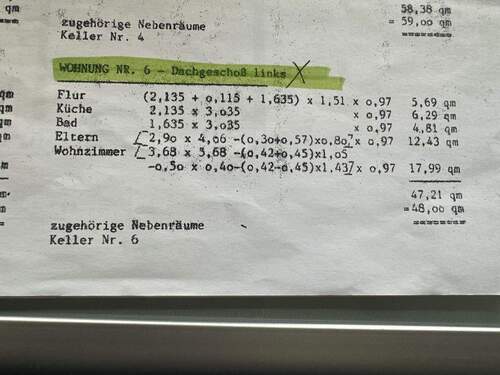 qm
58,38 qm
qm
zugehörige Nebenräume
= 59,oo qm
Keller Nr. 4
WOHNUNG NR. 6 - Dachgeschoß links X
Flur (2,135 + o,115 + 1,635) x 1,51 x o,97 5,69 qm
Küche 2,135 x 3,o35 x o,97 6,29 qm
Bad 1,635 x 3,o35 x o,97 4,81 qm
Eltern [2,9o x 4,o6 -(o,3o+o,57)x o,8o] x o,97 12,43 qm
Wohnzimmer [3,68 x 5,68 -(o,42+o,45)x1,o5
-o,5o x o,4o-(o,42-o,45)x1.43] x o,97 17,99 qm
47,21 qm
=48,oo qm
zugehörige Nebenräume
Keller Nr. 6